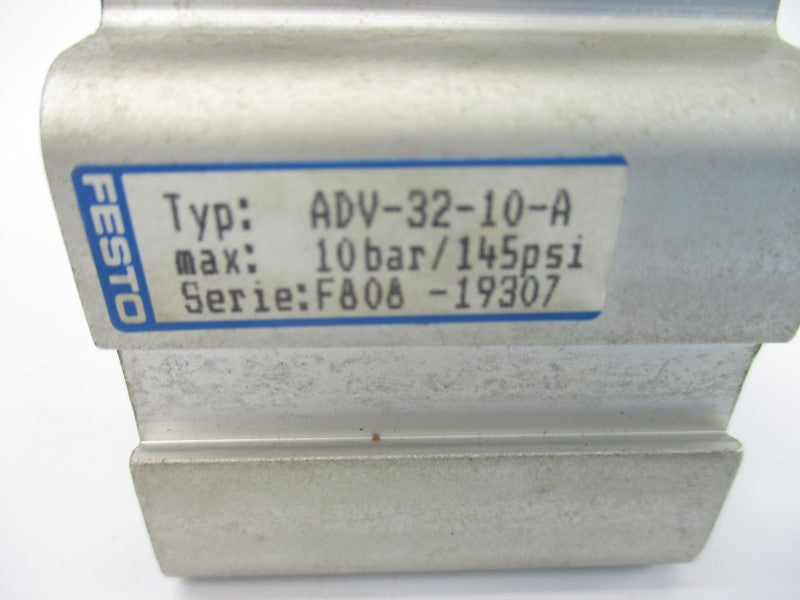 FESTO
Typ: ADV-32-10-A
max: 10bar/145psi
Serie:F808 -19307